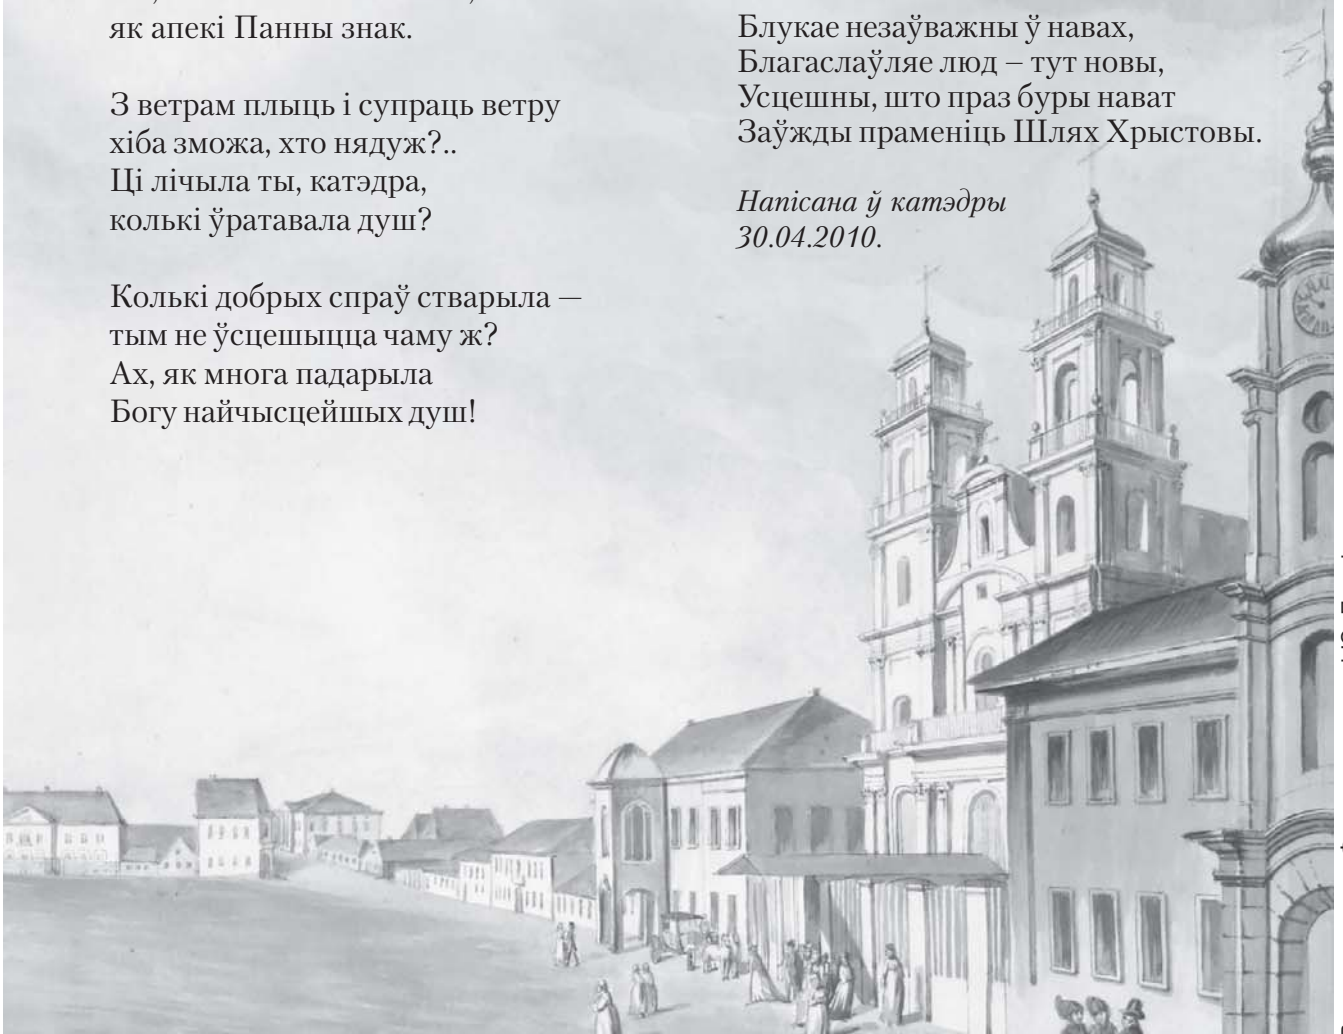 як апекі Панны знак.

З ветрам плыць і супраць ветру
хіба зможа, хто нядуж?..
Ці лічыла ты, катэдра,
колькі ўратавала душ?

Колькі добрых спраў стварыла –
тым не ўсцешыцца чаму ж?
Ах, як многа падарыла
Богу найчысцейшых душ!

Блукае незаўважны ў навах,
Благаслаўляе люд – тут новы,
Усцешны, што праз буры нават
Заўжды праменіць Шлях Хрыстовы.

Напісана ў катэдры
30.04.2010.